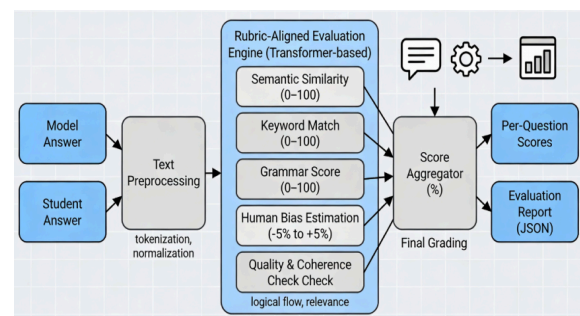 Model
Answer
Student
Answer
Text
Preprocessing
tokenization,
normalization
Rubric-Aligned Evaluation
Engine (Transformer-based)
Semantic Similarity
(0–100)
Keyword Match
(0–100)
Grammar Score
(0–100)
Human Bias Estimation
(-5% to +5%)
Quality & Coherence
Check Check
logical flow, relevance
Score
Aggregator
(%)
Final Grading
Per-Question
Scores
Evaluation
Report
(JSON)